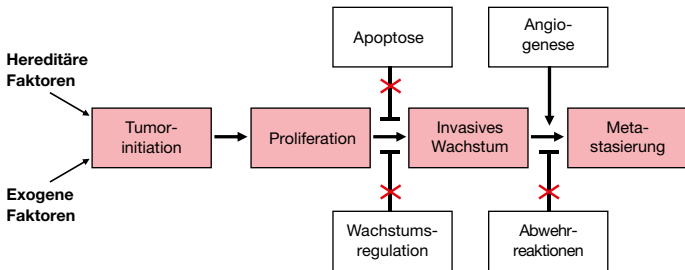 Apoptose
Angio-
genese
Hereditäre
Faktoren
Tumor-
initiation
Proliferation
Invasives
Wachstum
Meta-
stasierung
Exogene
Faktoren
Wachstums-
regulation
Abwehr-
reaktionen